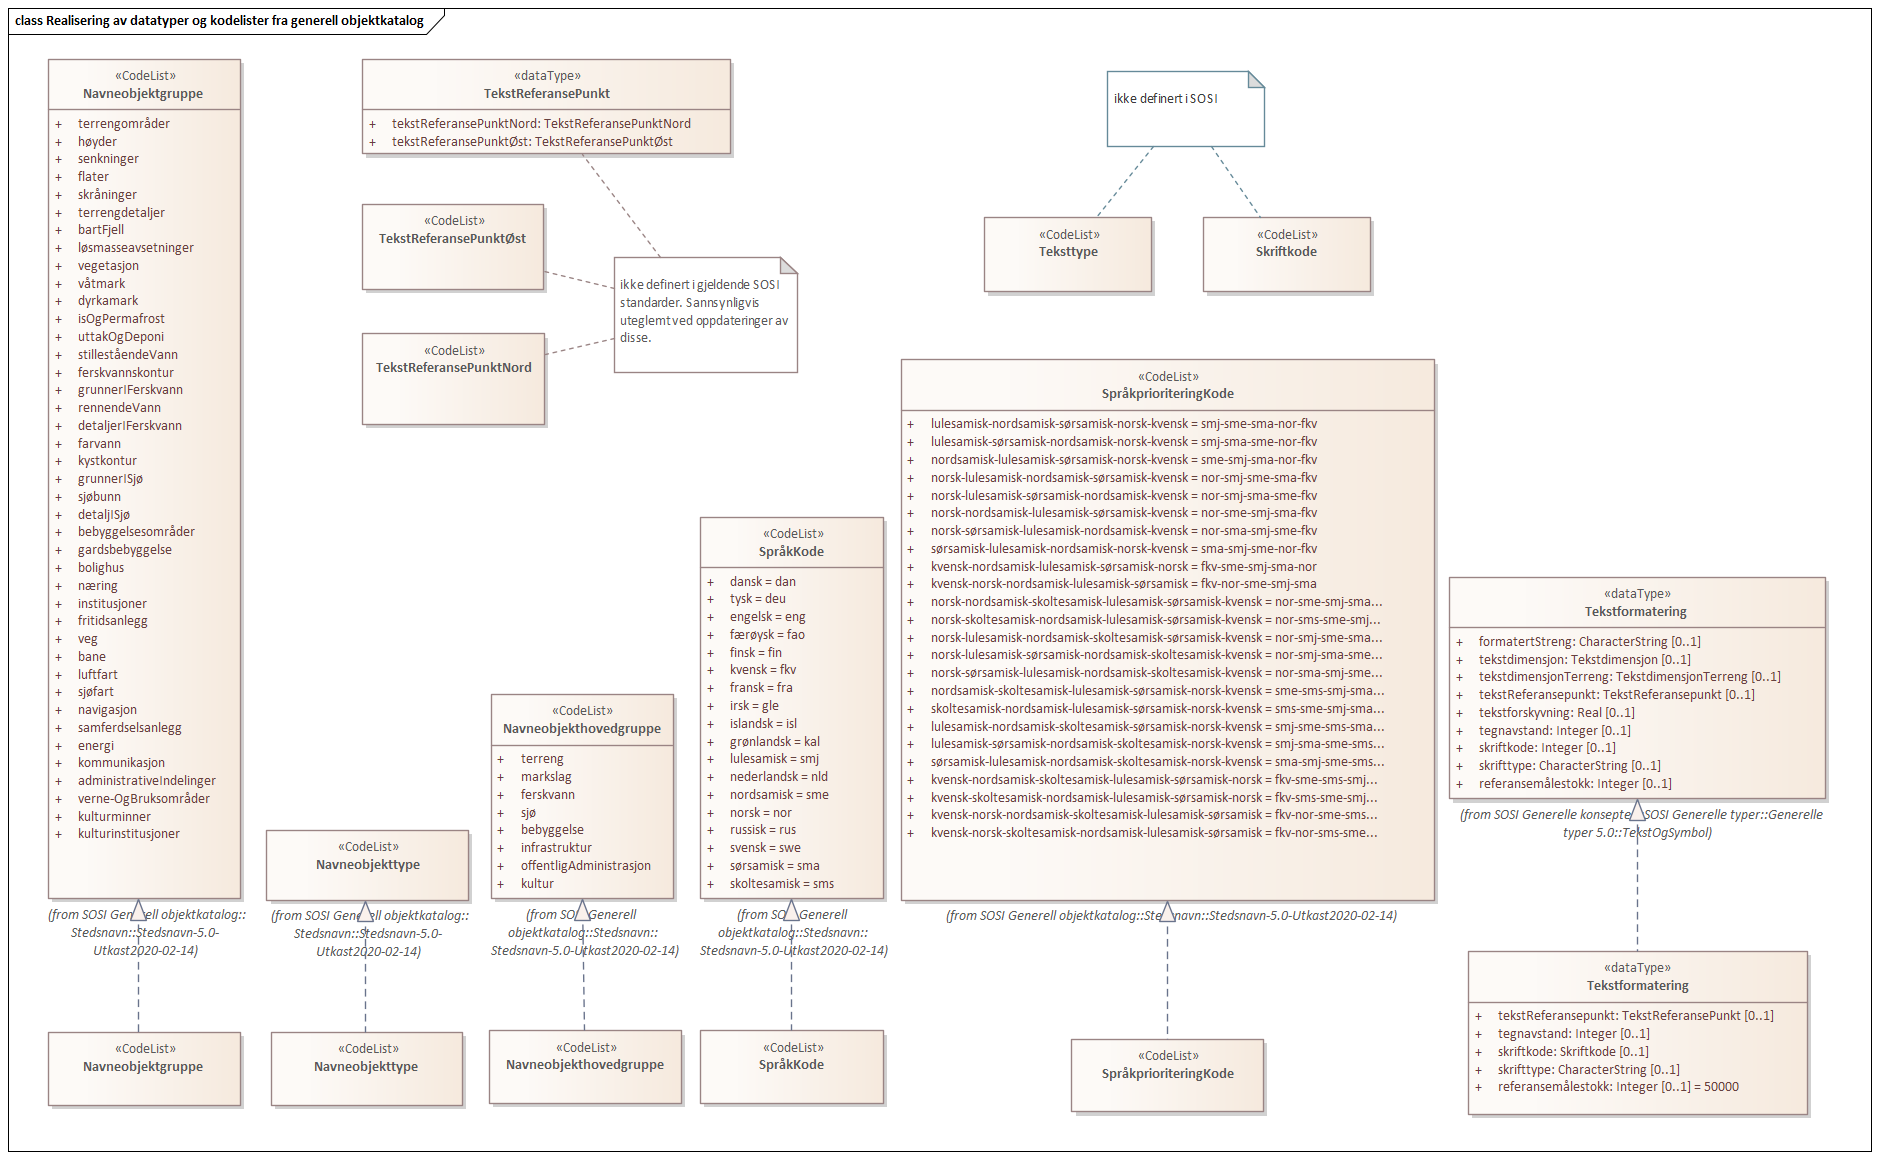 class Realisering av datatyper og kodelister fra generell objektkatalog
«CodeList»
Navneobjektgruppe
+ terrengområder
+ høyder
+ senkninger
+ flater
+ skråninger
+ terrengdetaljer
+ bartFjell
+ løsmasseavsetninger
+ vegetasjon
+ våtmark
+ dyrkamark
+ isOgPermafrost
+ uttakOgDeponi
+ stilleståendeVann
+ ferskvannskontur
+ grunnerIFerskvann
+ rennendeVann
+ detaljerIFerskvann
+ farvann
+ kystkontur
+ grunnerISjø
+ sjøbunn
+ detaljISjø
+ bebyggelsesområder
+ gardsbebyggelse
+ bolighus
+ næring
+ institusjoner
+ fritidsanlegg
+ veg
+ bane
+ luftfart
+ sjøfart
+ navigasjon
+ samferdselsanlegg
+ energi
+ kommunikasjon
+ administrativeIndelinger
+ verne-OgBruksområder
+ kulturminner
+ kulturinstitusjoner
(from SOSI Generell objektkatalog::
Stedsnavn::Stedsnavn-5.0-
Utkast2020-02-14)
«CodeList»
Navneobjektgruppe
«dataType»
TekstReferansePunkt
+ tekstReferansePunktNord: TekstReferansePunktNord
+ tekstReferansePunktØst: TekstReferansePunktØst
«CodeList»
TekstReferansePunktØst
«CodeList»
TekstReferansePunktNord
ikke definert i gjeldende SOSI
standarder. Sannsynligvis
uteglemt ved oppdateringer av
disse.
ikke definert i SOSI
«CodeList»
Teksttype
«CodeList»
Skriftkode
«CodeList»
Navneobjekttype
(from SOSI Generell objektkatalog::
Stedsnavn::Stedsnavn-5.0-
Utkast2020-02-14)
«CodeList»
Navneobjekttype
«CodeList»
Navneobjekthovedgruppe
+ terreng
+ markslag
+ ferskvann
+ sjø
+ bebyggelse
+ infrastruktur
+ offentligAdministrasjon
+ kultur
(from SOSI Generell
objektkatalog::Stedsnavn::
Stedsnavn-5.0-Utkast2020-02-14)
«CodeList»
Navneobjekthovedgruppe
«CodeList»
SpråkKode
+ dansk = dan
+ tysk = deu
+ engelsk = eng
+ færøysk = fao
+ finsk = fin
+ kvensk = fkv
+ fransk = fra
+ irsk = gle
+ islandsk = isl
+ grønlandsk = kal
+ lulesamisk = smj
+ nederlandsk = nld
+ nordsamisk = sme
+ norsk = nor
+ russisk = rus
+ svensk = swe
+ sørsamisk = sma
+ skoltesamisk = sms
(from SOSI Generell
objektkatalog::Stedsnavn::
Stedsnavn-5.0-Utkast2020-02-14)
«CodeList»
SpråkKode
«CodeList»
SpråkprioriteringKode
+ lulesamisk-nordsamisk-sørsamisk-norsk-kvensk = smj-sme-sma-nor-fkv
+ lulesamisk-sørsamisk-nordsamisk-norsk-kvensk = smj-sma-sme-nor-fkv
+ nordsamisk-lulesamisk-sørsamisk-norsk-kvensk = sme-smj-sma-nor-fkv
+ norsk-lulesamisk-nordsamisk-sørsamisk-kvensk = nor-smj-sme-sma-fkv
+ norsk-lulesamisk-sørsamisk-nordsamisk-kvensk = nor-smj-sma-sme-fkv
+ norsk-nordsamisk-lulesamisk-sørsamisk-kvensk = nor-sme-smj-sma-fkv
+ norsk-sørsamisk-lulesamisk-nordsamisk-kvensk = nor-sma-smj-sme-fkv
+ sørsamisk-lulesamisk-nordsamisk-norsk-kvensk = sma-smj-sme-nor-fkv
+ kvensk-nordsamisk-lulesamisk-sørsamisk-norsk = fkv-sme-smj-sma-nor
+ kvensk-norsk-nordsamisk-lulesamisk-sørsamisk = fkv-nor-sme-smj-sma
+ norsk-nordsamisk-skoltesamisk-lulesamisk-sørsamisk-kvensk = nor-sme-smj-sma...
+ norsk-skoltesamisk-nordsamisk-lulesamisk-sørsamisk-kvensk = nor-sms-sme-smj...
+ norsk-lulesamisk-nordsamisk-skoltesamisk-sørsamisk-kvensk = nor-smj-sme-sma...
+ norsk-lulesamisk-sørsamisk-nordsamisk-skoltesamisk-kvensk = nor-smj-sma-sme...
+ norsk-sørsamisk-lulesamisk-nordsamisk-skoltesamisk-kvensk = nor-sma-smj-sme...
+ nordsamisk-skoltesamisk-lulesamisk-sørsamisk-norsk-kvensk = sme-sms-smj-sma...
+ skoltesamisk-nordsamisk-lulesamisk-sørsamisk-norsk-kvensk = sms-sme-smj-sma...
+ lulesamisk-nordsamisk-skoltesamisk-sørsamisk-norsk-kvensk = smj-sme-sms-sma...
+ lulesamisk-sørsamisk-nordsamisk-skoltesamisk-norsk-kvensk = smj-sma-sme-sms...
+ sørsamisk-lulesamisk-nordsamisk-skoltesamisk-norsk-kvensk = sma-smj-sme-sms...
+ kvensk-nordsamisk-skoltesamisk-lulesamisk-sørsamisk-norsk = fkv-sme-sms-smj...
+ kvensk-skoltesamisk-nordsamisk-lulesamisk-sørsamisk-norsk = fkv-sms-sme-smj...
+ kvensk-norsk-nordsamisk-skoltesamisk-lulesamisk-sørsamisk = fkv-nor-sme-sms...
+ kvensk-norsk-skoltesamisk-nordsamisk-lulesamisk-sørsamisk = fkv-nor-sms-sme...
(from SOSI Generell objektkatalog::Stedsnavn::Stedsnavn-5.0-Utkast2020-02-14)
«CodeList»
SpråkprioriteringKode
«dataType»
Tekstformatering
+ formatertStreng: CharacterString [0..1]
+ tekstdimensjon: Tekstdimensjon [0..1]
+ tekstdimensjonTerreng: TekstdimensjonTerreng [0..1]
+ tekstReferansepunkt: TekstReferansepunkt [0..1]
+ tekstforskyvning: Real [0..1]
+ tegnavstand: Integer [0..1]
+ skriftkode: Integer [0..1]
+ skrifttype: CharacterString [0..1]
+ referansemålestokk: Integer [0..1]
(from SOSI Generelle konsepter::SOSI Generelle typer::Generelle
typer 5.0::TekstOgSymbol)
«dataType»
Tekstformatering
+ tekstReferansepunkt: TekstReferansePunkt [0..1]
+ tegnavstand: Integer [0..1]
+ skriftkode: Skriftkode [0..1]
+ skrifttype: CharacterString [0..1]
+ referansemålestokk: Integer [0..1] = 50000